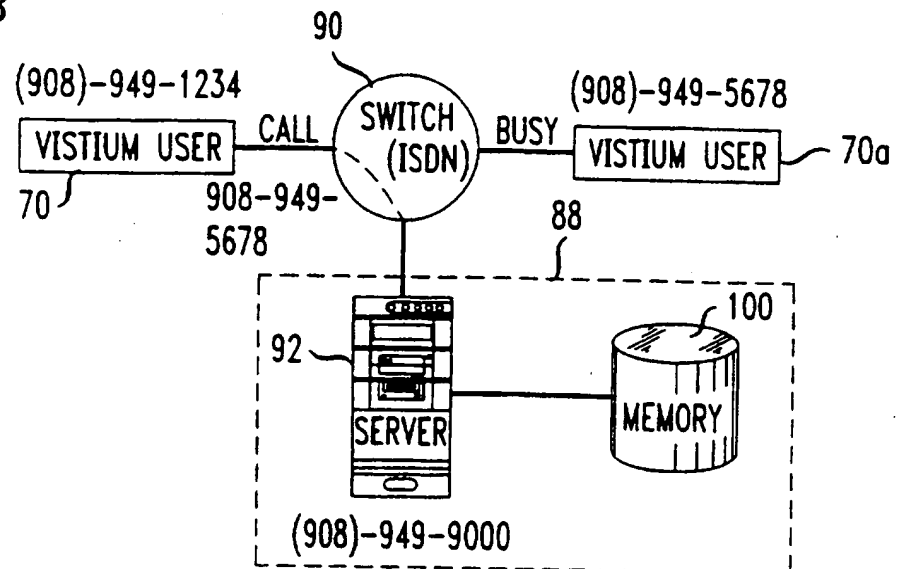 90
(908)-949-1234
(908)-949-5678
VISTIUM USER
CALL
SWITCH
(ISDN)
BUSY
VISTIUM USER
70a
70
908-949-
5678
88
100
92
MEMORY
SERVER
(908)-949-9000